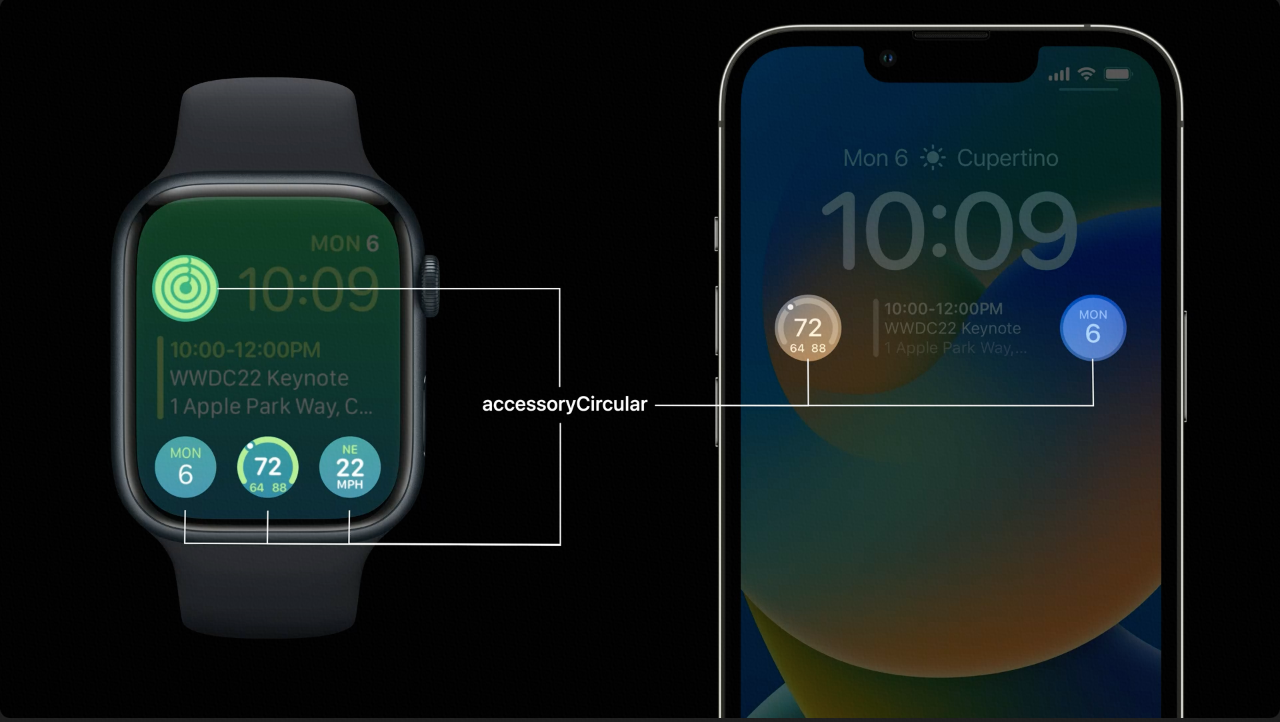 MON 6
10:09
10:00-12:00PM
WWDC22 Keynote
1 Apple Park Way, C...
MON
6
72
64 88
NE
22
MPH
accessoryCircular
Mon 6 Cupertino
10:09
72
64 88
10:00-12:00PM
WWDC22 Keynote
1 Apple Park Way,...
MON
6